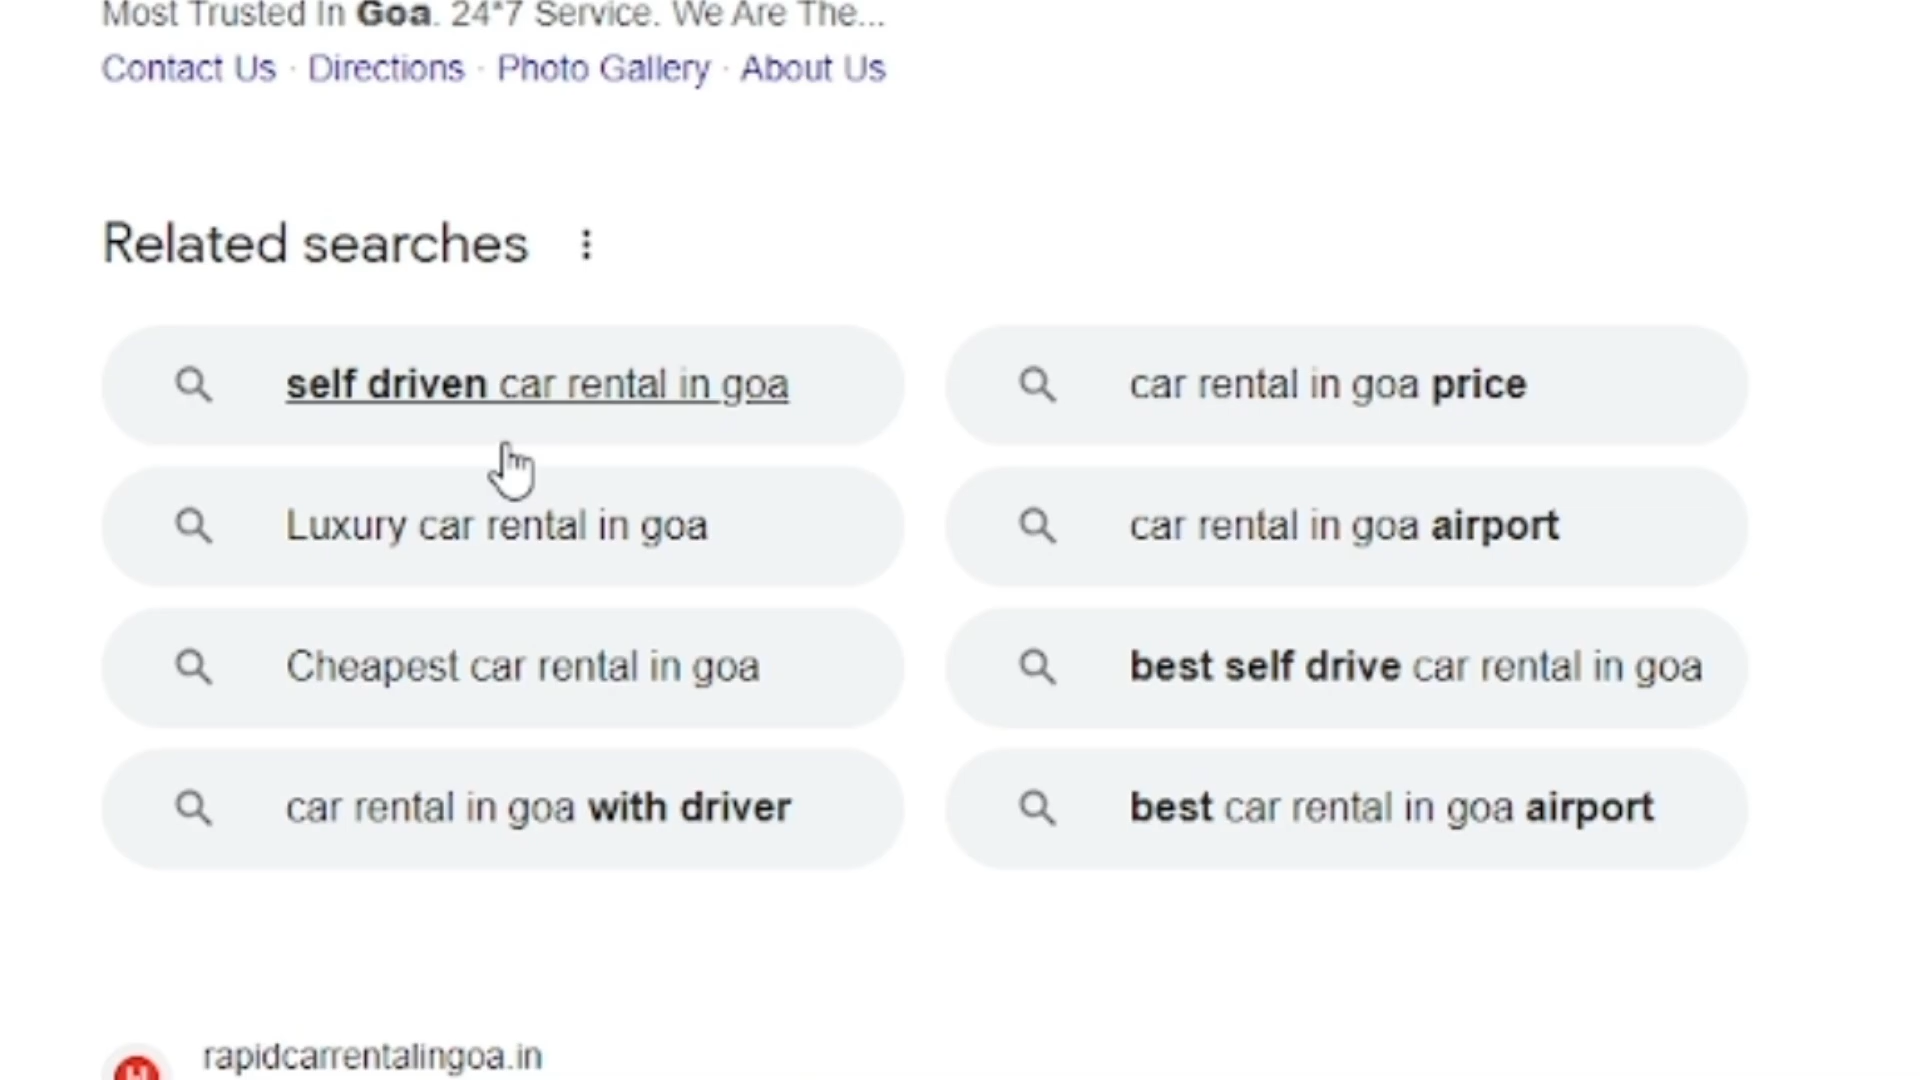 Most Trusted In Goa. 24*7 Service. We Are The...
Contact Us · Directions · Photo Gallery · About Us
Related searches
self driven car rental in goa
car rental in goa price
Luxury car rental in goa
car rental in goa airport
Cheapest car rental in goa
best self drive car rental in goa
car rental in goa with driver
best car rental in goa airport
rapidcarrentalingoa.in